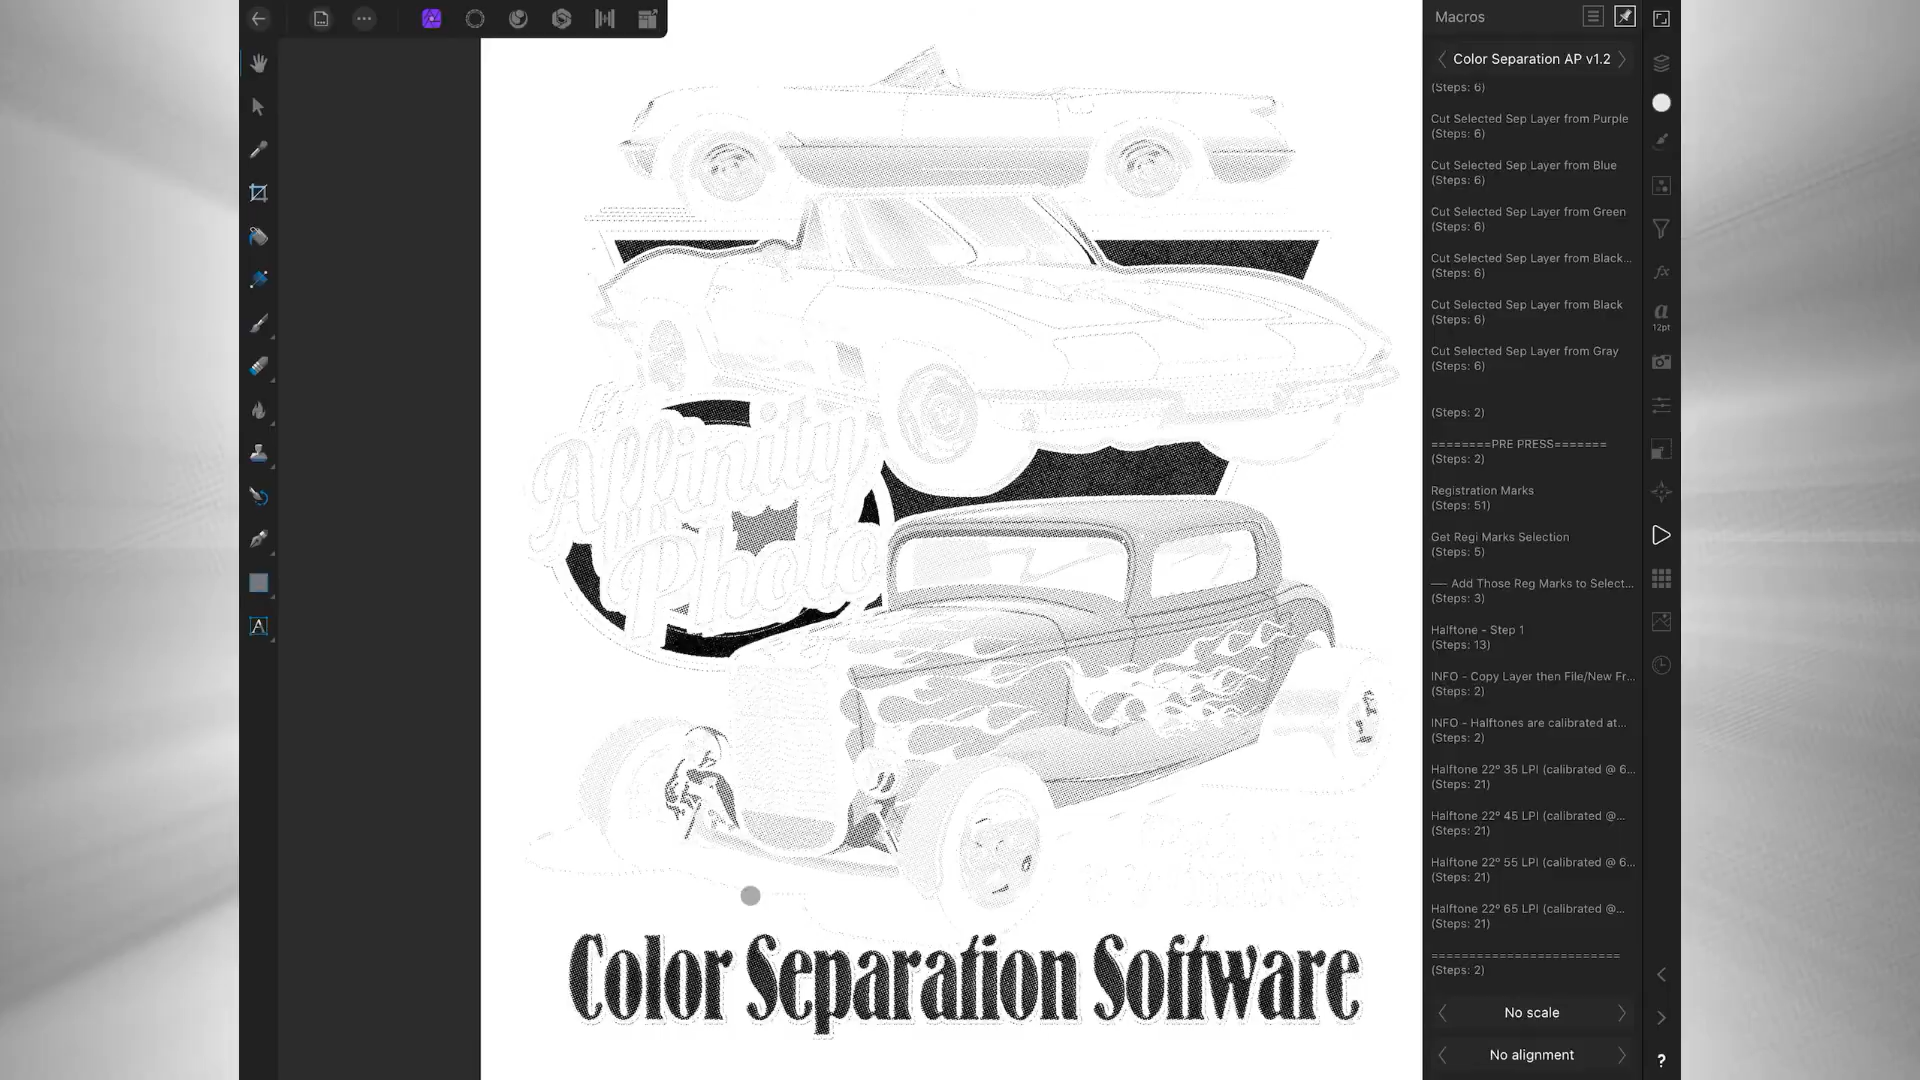 Macros
Color Separation AP v1.2
(Steps: 6)
Cut Selected Sep Layer from Purple
(Steps: 6)
Cut Selected Sep Layer from Blue
(Steps: 6)
Cut Selected Sep Layer from Green
(Steps: 6)
Cut Selected Sep Layer from Black...
(Steps: 6)
Cut Selected Sep Layer from Black
(Steps: 6)
Cut Selected Sep Layer from Gray
(Steps: 6)
(Steps: 2)
========PRE PRESS=======
(Steps: 2)
Registration Marks
(Steps: 51)
Get Regi Marks Selection
(Steps: 5)
── Add Those Reg Marks to Select...
(Steps: 3)
Halftone - Step 1
(Steps: 13)
INFO - Copy Layer then File/New Fr...
(Steps: 2)
INFO - Halftones are calibrated at...
(Steps: 2)
Halftone 22º 35 LPI (calibrated @ 6...
(Steps: 21)
Halftone 22º 45 LPI (calibrated @...
(Steps: 21)
Halftone 22º 55 LPI (calibrated @ 6...
(Steps: 21)
Halftone 22º 65 LPI (calibrated @...
(Steps: 21)
=========================
(Steps: 2)
No scale
No alignment
a
12pt
fx
?
A
Affinity
Photo
Color Separation Software